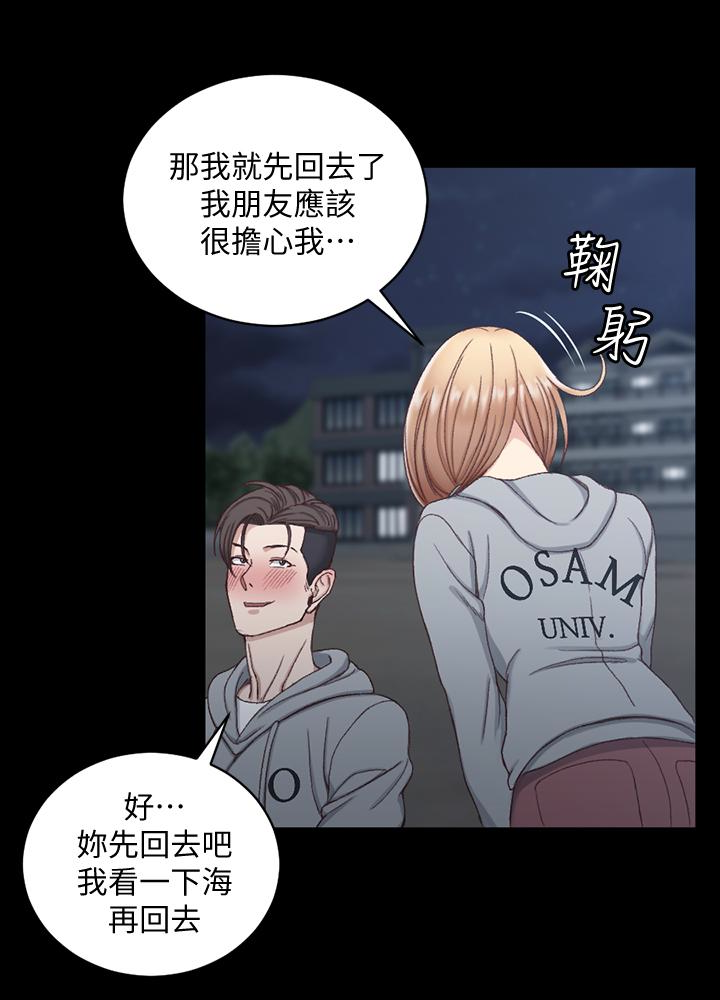 那我就先回去了
我朋友應該
很擔心我…
鞠
躬
OSAM
UNIV.
O
好…
妳先回去吧
我看一下海
再回去